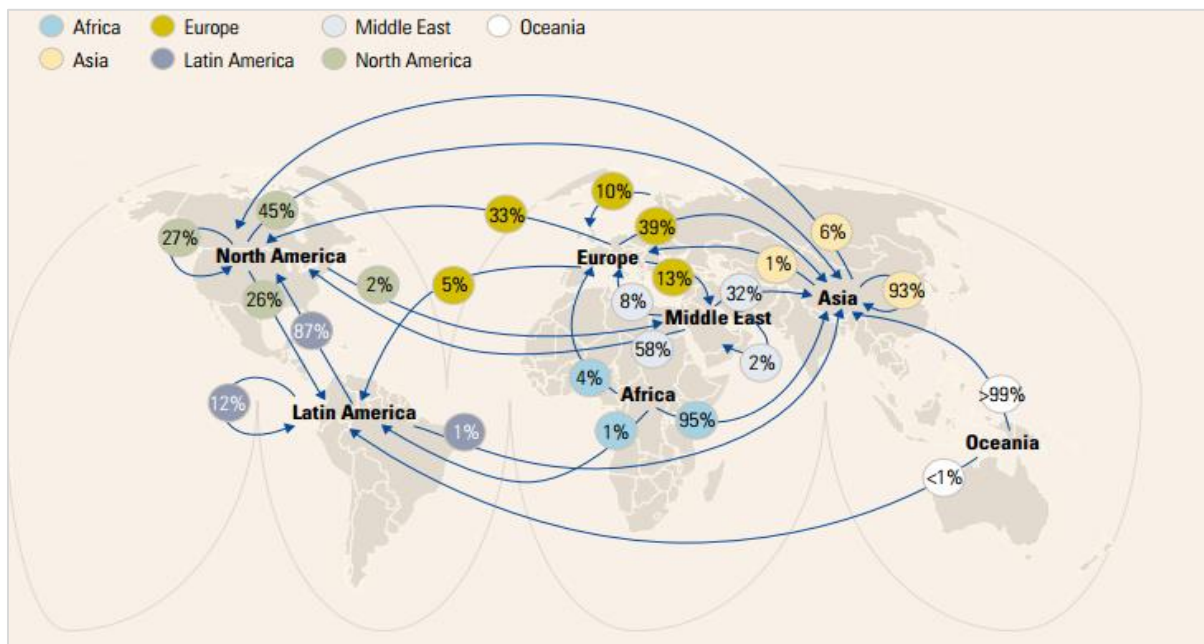 Africa Europe Middle East Oceania
Asia Latin America North America
10%
45% 33% 39% 6%
27% North America Europe 1%
2% 5% 13% 32% Asia 93%
26% 8% Middle East
87% 58% 2%
4% Africa >99%
12% Latin America 1% 1% 95% Oceania
<1%